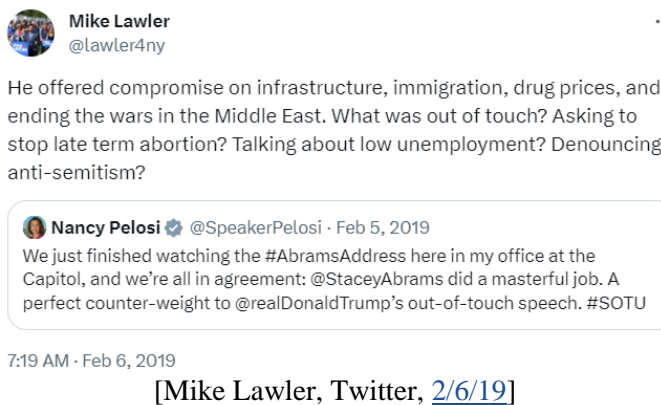 Mike Lawler
@lawler4ny
He offered compromise on infrastructure, immigration, drug prices, and
ending the wars in the Middle East. What was out of touch? Asking to
stop late term abortion? Talking about low unemployment? Denouncing
anti-semitism?
Nancy Pelosi @SpeakerPelosi · Feb 5, 2019
We just finished watching the #AbramsAddress here in my office at the
Capitol, and we’re all in agreement: @StaceyAbrams did a masterful job. A
perfect counter-weight to @realDonaldTrump’s out-of-touch speech. #SOTU
7:19 AM · Feb 6, 2019
[Mike Lawler, Twitter, 2/6/19]